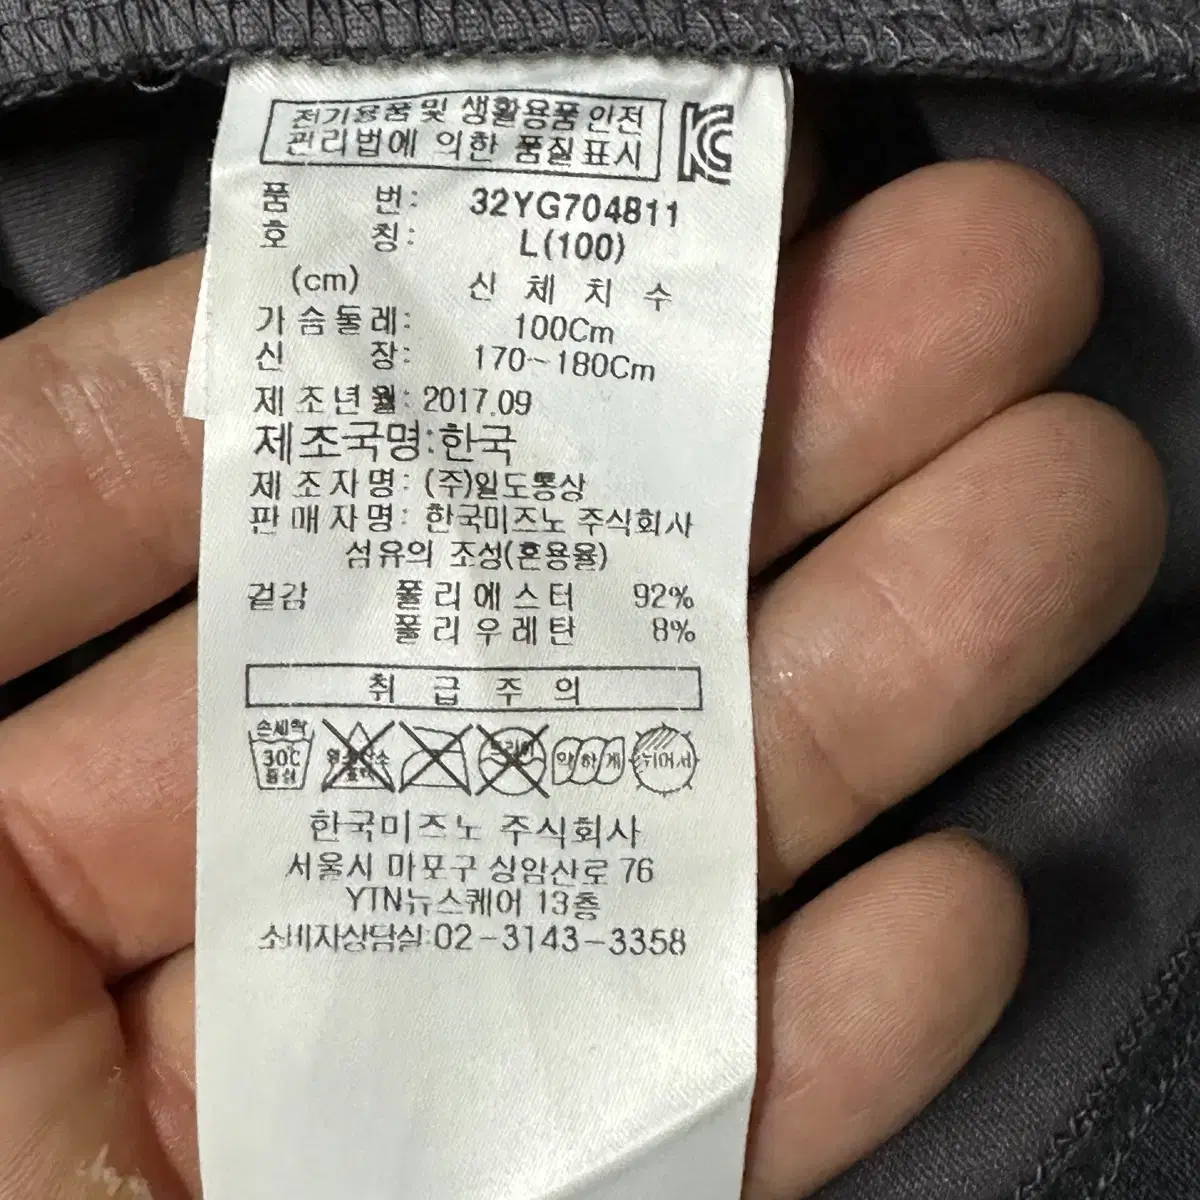 전기용품 및 생활용품 안전
관리법에 의한 품질표시
KC
품 번: 32YG704811
호 칭: L(100)
(cm) 신 체 치 수
가슴둘레: 100Cm
신 장: 170~180Cm
제조년월: 2017.09
제조국명:한국
제조자명: (주)일도통상
판매자명: 한국미즈노 주식회사
섬유의 조성(혼용율)
겉감 폴리에스터 92%
폴리우레탄 8%
취 급 주 의
손세탁 30C 중성 드라이 약하게 뉘어서
한국미즈노 주식회사
서울시 마포구 상암산로 76
YTN뉴스퀘어 13층
소비자상담실:02-3143-3358